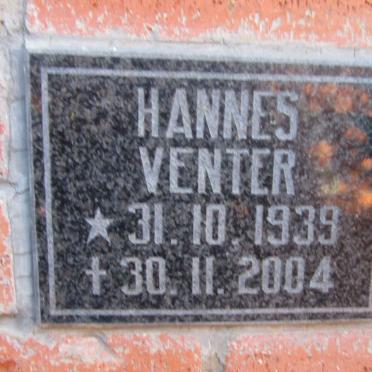 HANNES
VENTER
★ 31. 10. 1939
† 30. 11. 2004